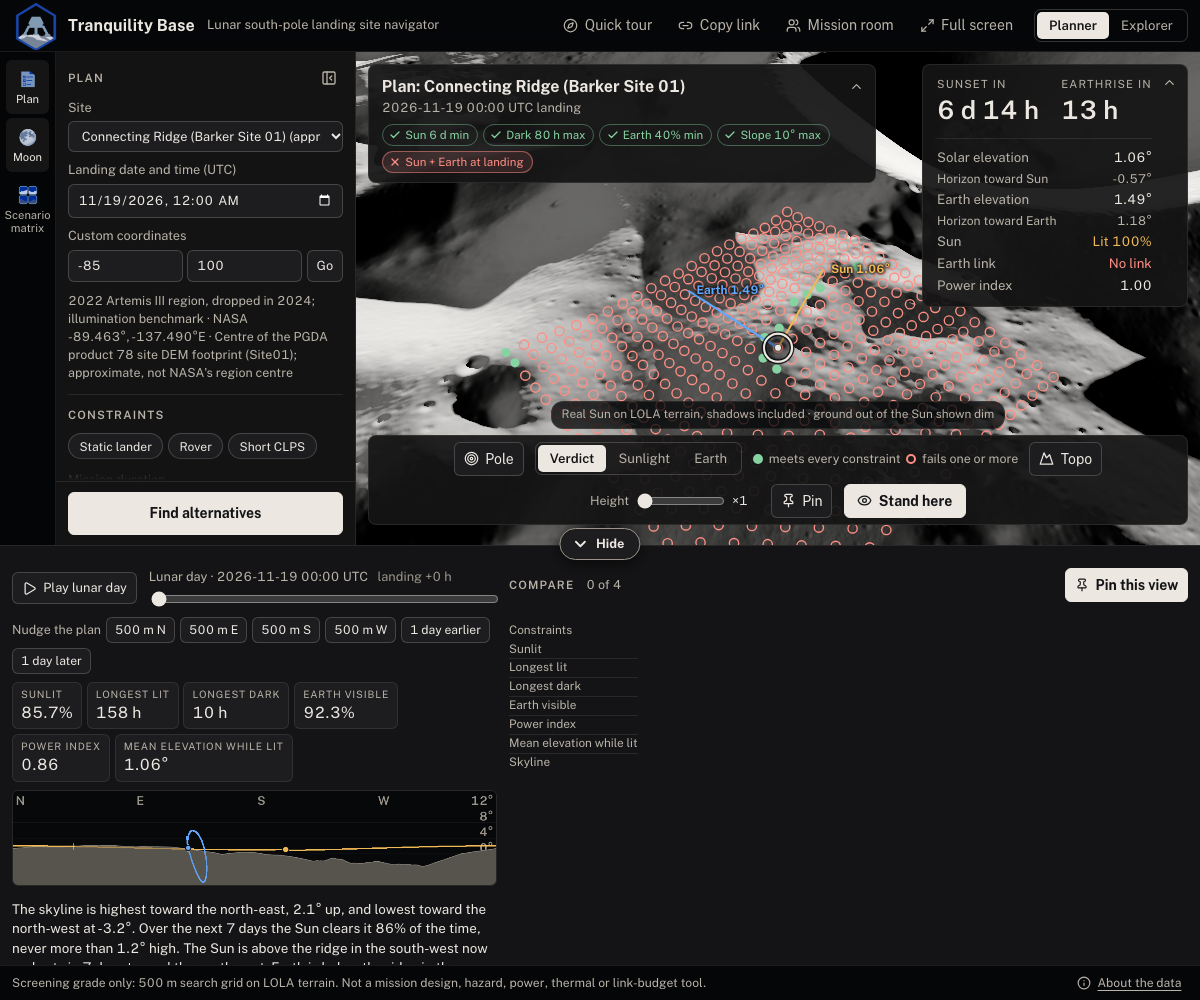 Tranquility Base
Lunar south-pole landing site navigator
Quick tour
Copy link
Mission room
Full screen
Planner
Explorer
Plan
Moon
Scenario
matrix
PLAN
Site
Connecting Ridge (Barker Site 01) (appr
Landing date and time (UTC)
11/19/2026, 12:00 AM
Custom coordinates
-85
100
Go
2022 Artemis III region, dropped in 2024;
illumination benchmark · NASA
-89.463°, -137.490°E · Centre of the PGDA
product 78 site DEM footprint (Site01);
approximate, not NASA's region centre
CONSTRAINTS
Static lander
Rover
Short CLPS
Find alternatives
Plan: Connecting Ridge (Barker Site 01)
2026-11-19 00:00 UTC landing
Sun 6 d min
Dark 80 h max
Earth 40% min
Slope 10° max
Sun + Earth at landing
SUNSET IN
EARTHRISE IN
6 d 14 h
13 h
Solar elevation 1.06°
Horizon toward Sun -0.57°
Earth elevation 1.49°
Horizon toward Earth 1.18°
Sun Lit 100%
Earth link No link
Power index 1.00
Sun 1.06°
Earth 1.49°
Real Sun on LOLA terrain, shadows included · ground out of the Sun shown dim
Pole
Verdict
Sunlight
Earth
meets every constraint
fails one or more
Topo
Height
×1
Pin
Stand here
Hide
Play lunar day
Lunar day · 2026-11-19 00:00 UTC landing +0 h
Nudge the plan
500 m N
500 m E
500 m S
500 m W
1 day earlier
1 day later
SUNLIT
85.7%
LONGEST LIT
158 h
LONGEST DARK
10 h
EARTH VISIBLE
92.3%
POWER INDEX
0.86
MEAN ELEVATION WHILE LIT
1.06°
N
E
S
W
12°
8°
4°
0°
The skyline is highest toward the north-east, 2.1° up, and lowest toward the
north-west at -3.2°. Over the next 7 days the Sun clears it 86% of the time,
never more than 1.2° high. The Sun is above the ridge in the south-west now
COMPARE
0 of 4
Pin this view
Constraints
Sunlit
Longest lit
Longest dark
Earth visible
Power index
Mean elevation while lit
Skyline
Screening grade only: 500 m search grid on LOLA terrain. Not a mission design, hazard, power, thermal or link-budget tool.
About the data